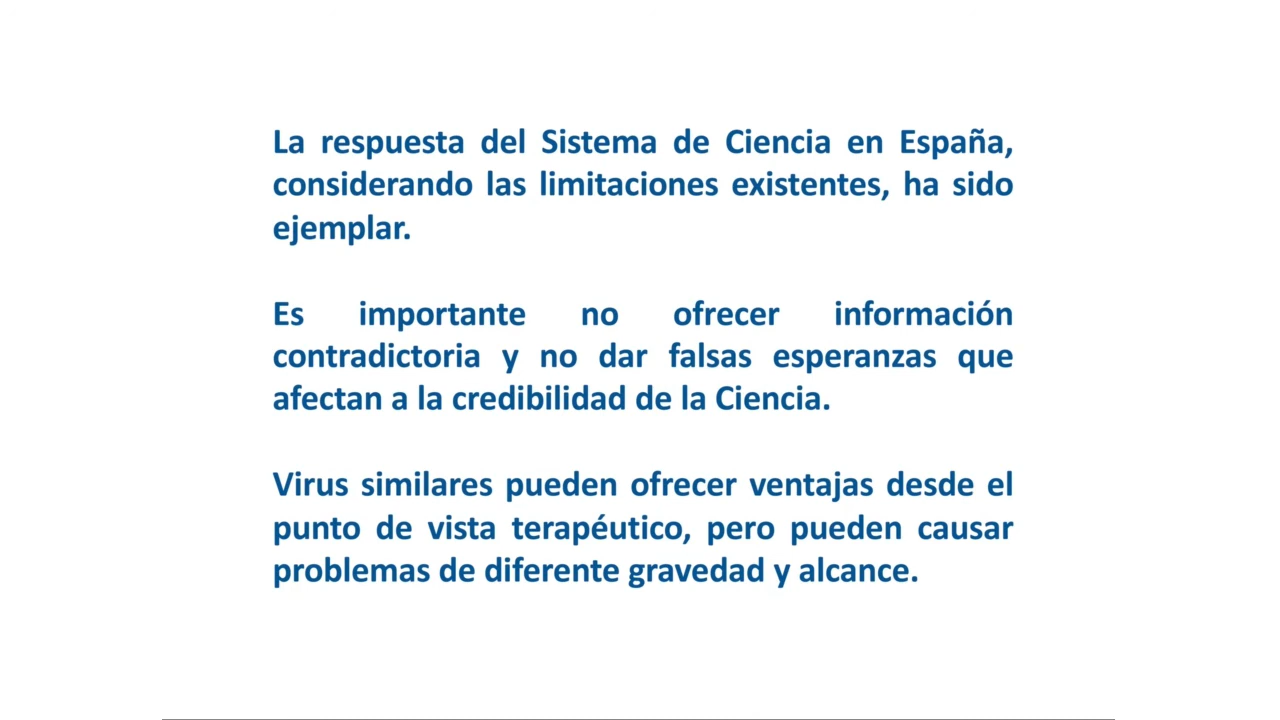 La respuesta del Sistema de Ciencia en España,
considerando las limitaciones existentes, ha sido
ejemplar.
Es importante no ofrecer información
contradictoria y no dar falsas esperanzas que
afectan a la credibilidad de la Ciencia.
Virus similares pueden ofrecer ventajas desde el
punto de vista terapéutico, pero pueden causar
problemas de diferente gravedad y alcance.